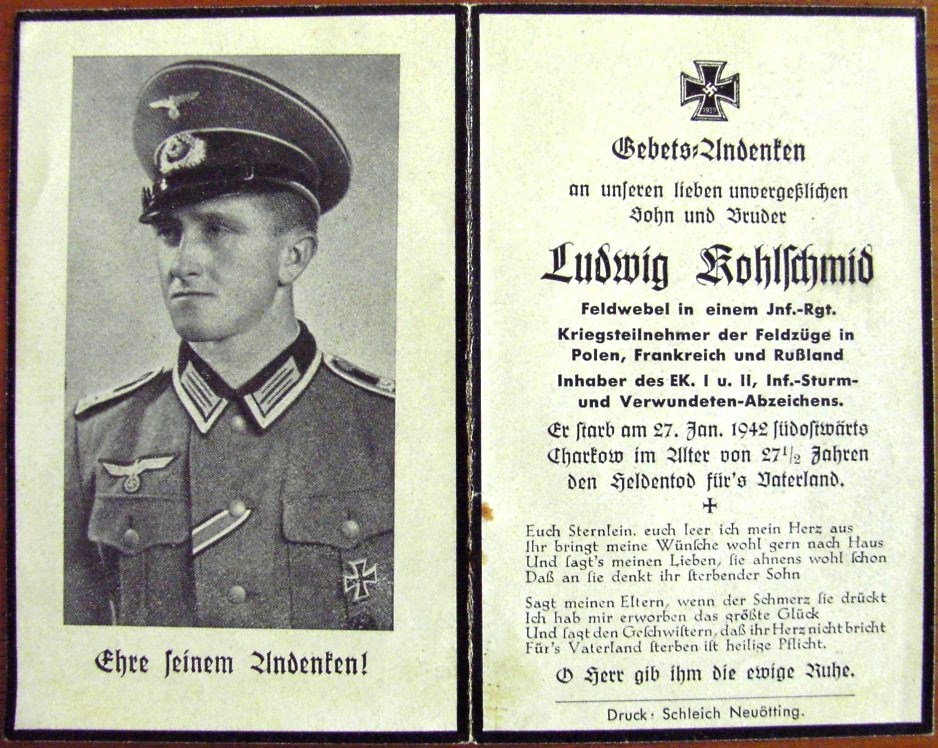 Ehre seinem Andenken!
Gebets-Andenken
an unseren lieben unvergeßlichen
Sohn und Bruder
Ludwig Kohlschmid
Feldwebel in einem Jnf.-Rgt.
Kriegsteilnehmer der Feldzüge in
Polen, Frankreich und Rußland
Inhaber des EK. I u. II, Inf.-Sturm-
und Verwundeten-Abzeichens.
Er starb am 27. Jan. 1942 südostwärts
Charkow im Alter von 27½ Jahren
den Heldentod für's Vaterland.
Euch Sternlein, euch leer ich mein Herz aus
Ihr bringt meine Wünsche wohl gern nach Haus
Und sagt's meinen Lieben, sie ahnens wohl schon
Daß an sie denkt ihr sterbender Sohn
Sagt meinen Eltern, wenn der Schmerz sie drückt
Ich hab mir erworben das größte Glück
Und sagt den Geschwistern, daß ihr Herz nicht bricht
Für's Vaterland sterben ist heilige Pflicht.
O Herr gib ihm die ewige Ruhe.
Druck: Schleich Neuötting.